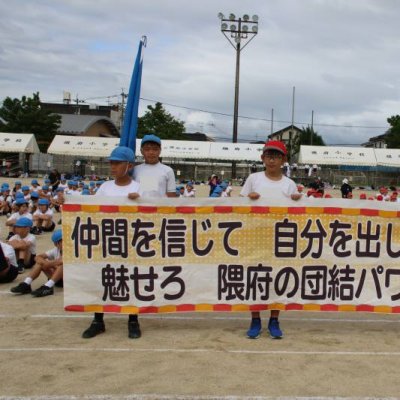 仲間を信じて 自分を出し
魅せろ 隈府の団結パワ